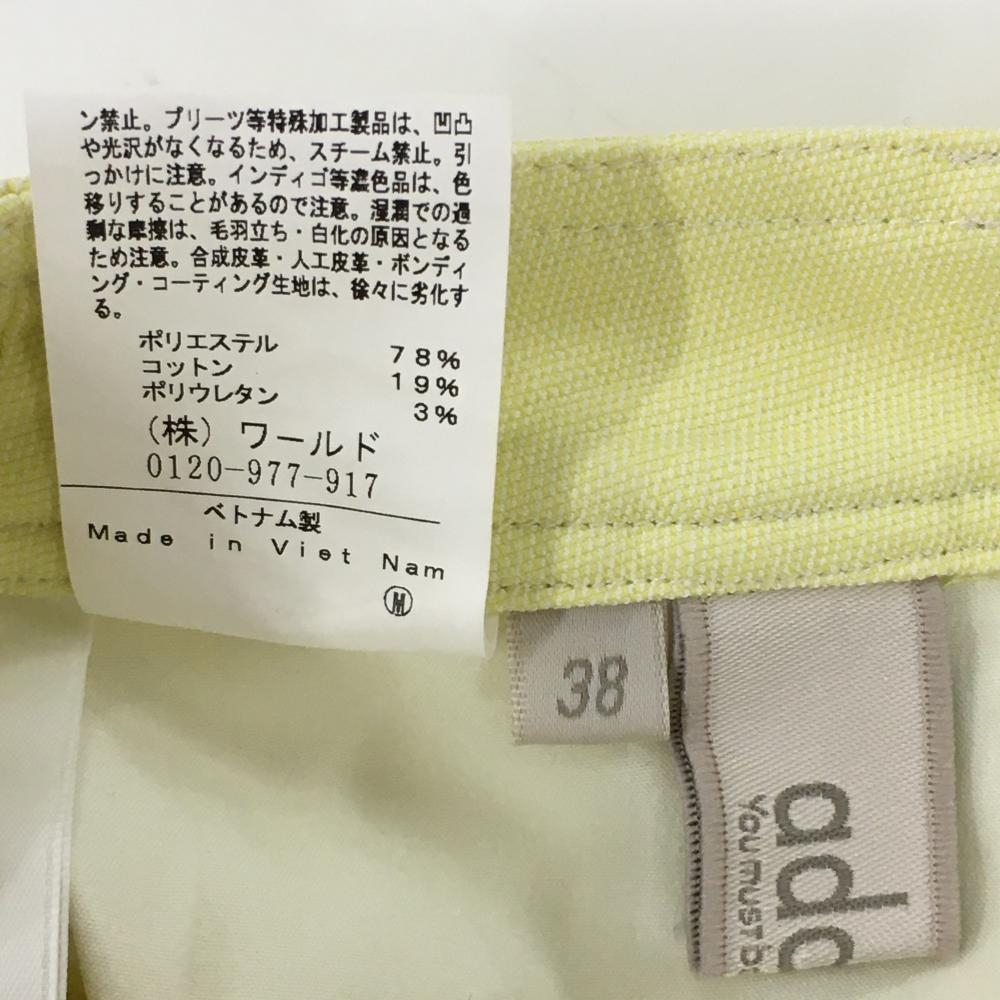 ン禁止。プリーツ等特殊加工製品は、凹凸
や光沢がなくなるため、スチーム禁止。引
っかけに注意。インディゴ等濃色品は、色
移りすることがあるので注意。湿潤での過
剰な摩擦は、毛羽立ち・白化の原因となる
ため注意。合成皮革・人工皮革・ボンディ
ング・コーティング生地は、徐々に劣化す
る。
ポリエステル 78%
コットン 19%
ポリウレタン 3%
(株)ワールド
0120-977-917
ベトナム製
Made in Viet Nam
M
38
You must